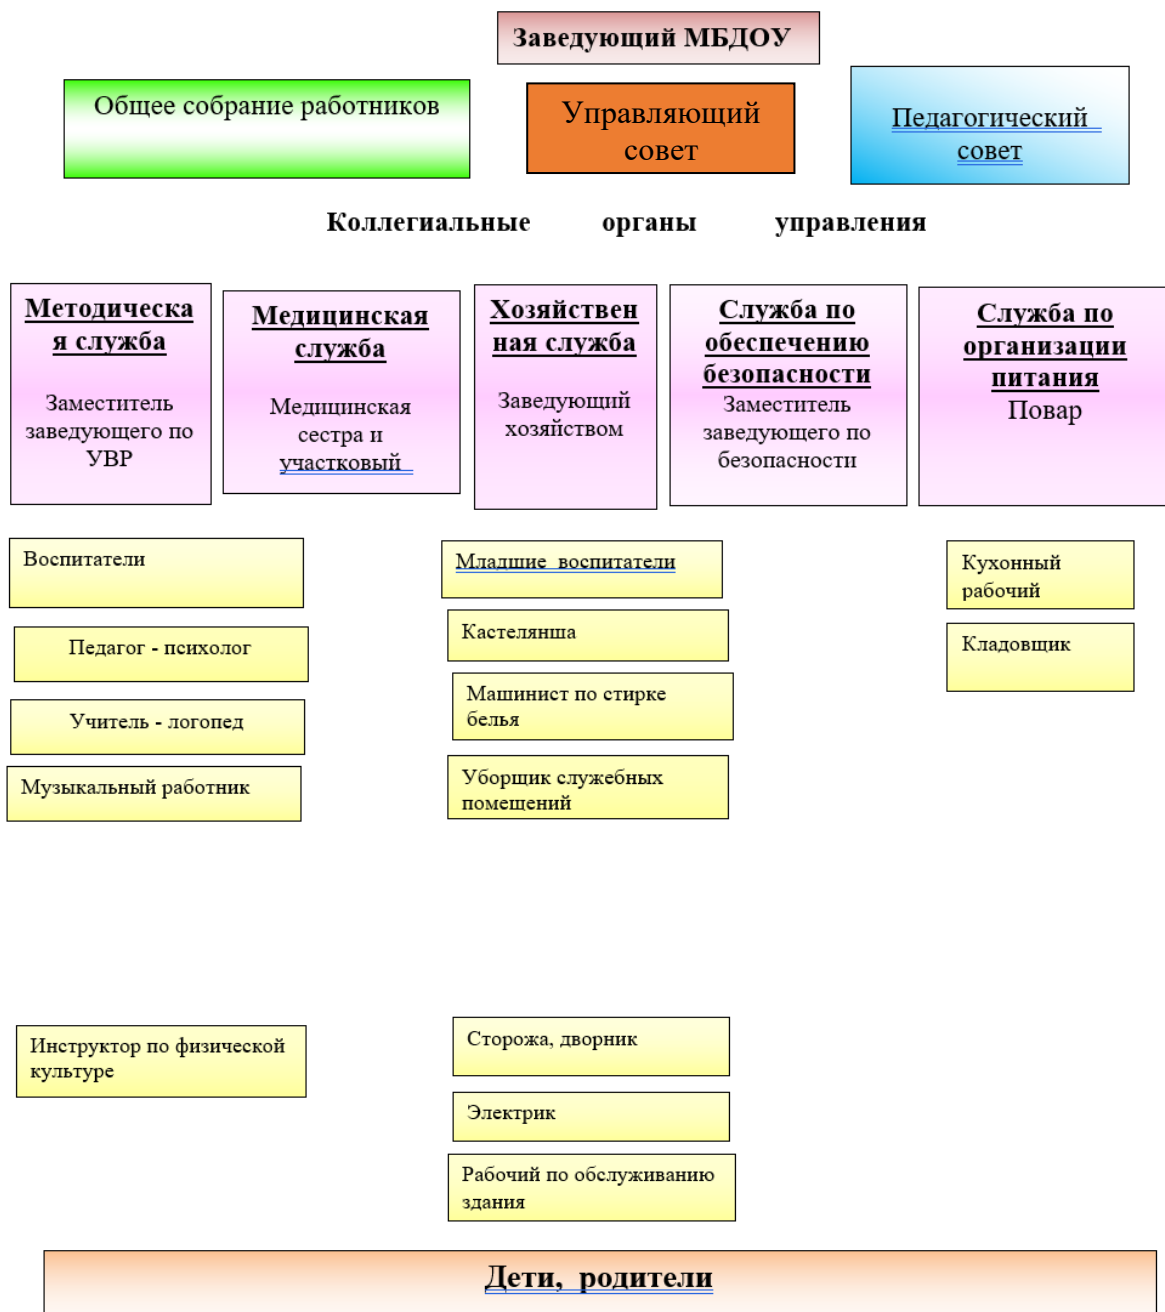 Заведующий МБДОУ
Общее собрание работников
Управляющий
совет
Педагогический
совет
Коллегиальные органы управления
Методическа
я служба
Заместитель
заведующего по
УВР
Медицинская
служба
Медицинская
сестра и
участковый
Хозяйствен
ная служба
Заведующий
хозяйством
Служба по
обеспечению
безопасности
Заместитель
заведующего по
безопасности
Служба по
организации
питания
Повар
Воспитатели
Педагог - психолог
Учитель - логопед
Музыкальный работник
Младшие воспитатели
Кастелянша
Машинист по стирке
белья
Уборщик служебных
помещений
Кухонный
рабочий
Кладовщик
Инструктор по физической
культуре
Сторожа, дворник
Электрик
Рабочий по обслуживанию
здания
Дети, родители